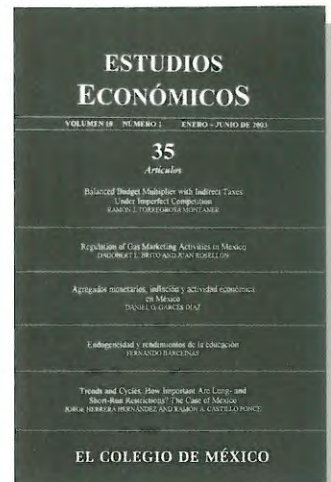 ESTUDIOS
ECONÓMICOS
VOLUMEN 18 NÚMERO 1 ENERO - JUNIO DE 2003
35
Artículos
Balanced Budget Multiplier with Indirect Taxes
Under Imperfect Competition
RAMÓN J. TORREGROSA MONTANER
Regulation of Gas Marketing Activities in Mexico
DAGOBERT L. BRITO AND JUAN ROSELLÓN
Agregados monetarios, inflación y actividad económica
en México
DANIEL G. GARCÉS DÍAZ
Endogeneidad y rendimientos de la educación
FERNANDO BARCEINAS
Trends and Cycles. How Important Are Long- and
Short-Run Restrictions? The Case of Mexico
JORGE HERRERA HERNÁNDEZ AND RAMÓN A. CASTILLO PONCE
EL COLEGIO DE MÉXICO